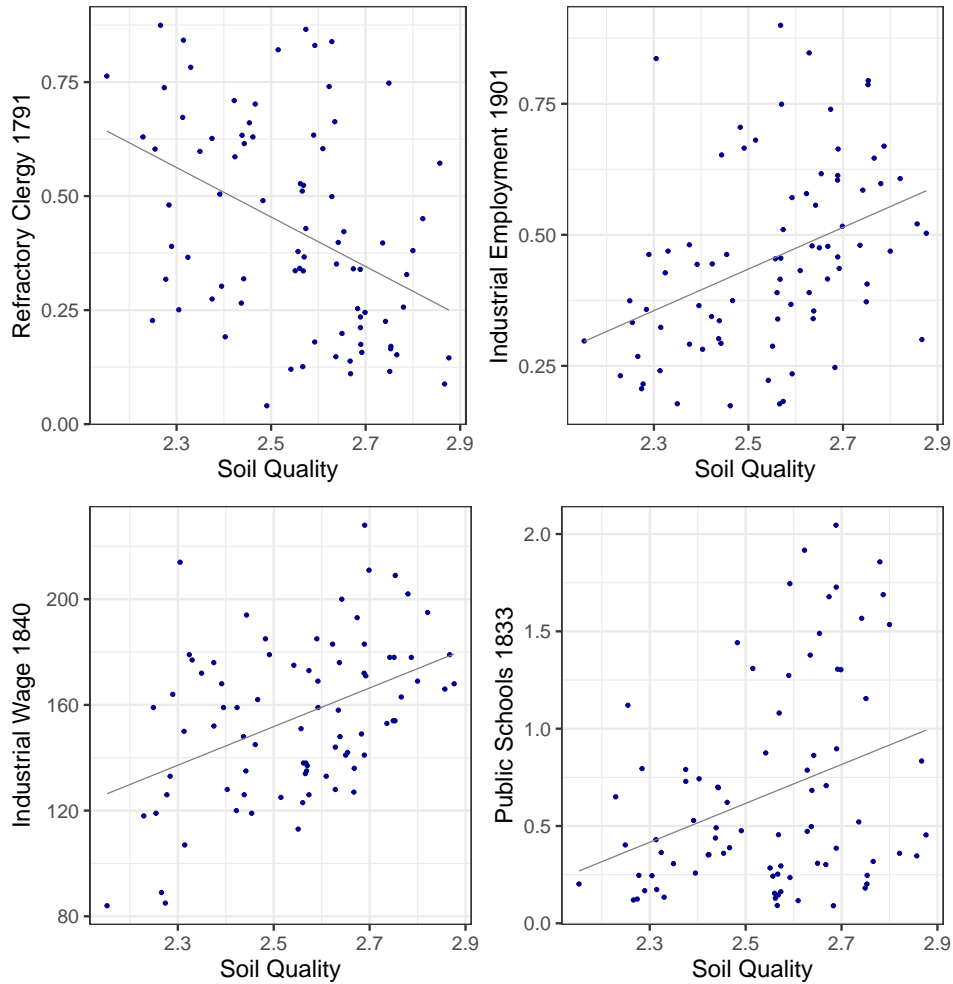 Refractory Clergy 1791
0.75
0.50
0.25
0.00
2.3 2.5 2.7 2.9
Soil Quality
Industrial Employment 1901
0.75
0.50
0.25
2.3 2.5 2.7 2.9
Soil Quality
Industrial Wage 1840
200
160
120
80
2.3 2.5 2.7 2.9
Soil Quality
Public Schools 1833
2.0
1.5
1.0
0.5
0.0
2.3 2.5 2.7 2.9
Soil Quality